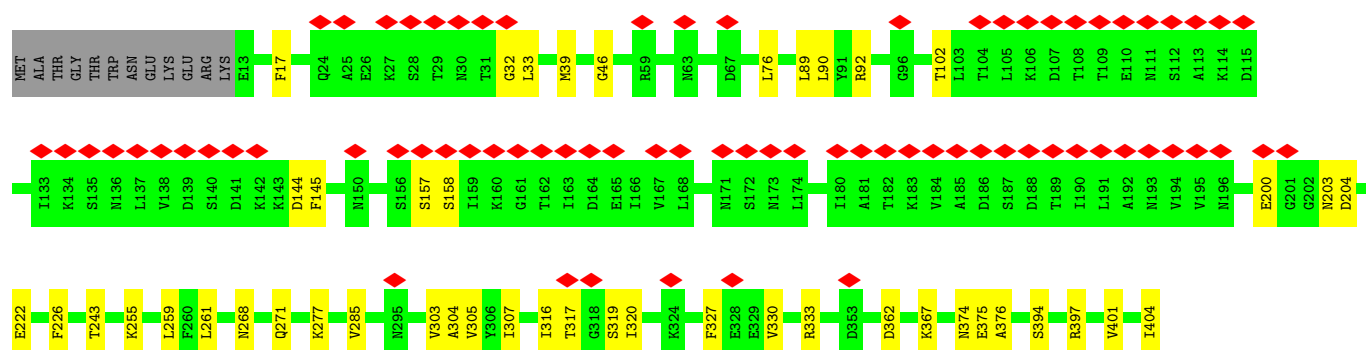 MET ALA THR GLY THR TRP ASN GLU LYS GLU ARG LYS E13 F17 Q24 A25 E26 K27 S28 T29 N30 T31 G32 L33 M39 G46 R59 N63 D67 L76 L89 L90 Y91 R92 G96 T102 L103 T104 L105 K106 D107 T108 T109 E110 N111 S112 A113 K114 D115
I133 K134 S135 N136 L137 V138 D139 S140 D141 K142 K143 D144 F145 N150 S156 S157 S158 I159 K160 G161 T162 I163 D164 E165 I166 V167 L168 N171 S172 N173 L174 I180 A181 T182 K183 V184 A185 D186 S187 D188 T189 I190 L191 A192 N193 V194 V195 N196 E200 G201 G202 N203 D204
E222 F226 T243 K255 L259 F260 L261 N268 Q271 K277 V285 N295 V303 A304 V305 Y306 I307 I316 T317 G318 S319 I320 K324 F327 E328 E329 V330 R333 D353 D362 K367 N374 E375 A376 S394 R397 V401 I404